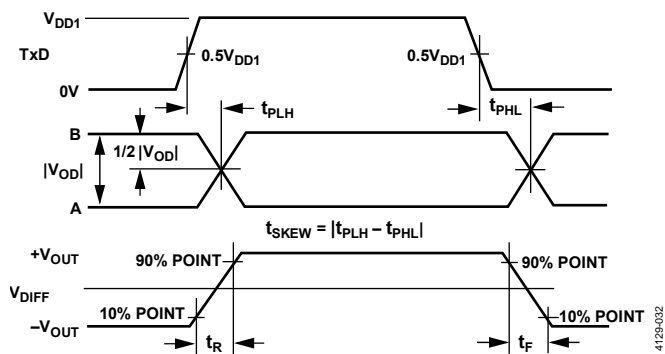 VDD1
TxD
0.5VDD1
0.5VDD1
0V
tPLH
tPHL
B
1/2 |VOD|
|VOD|
A
tSKEW = |tPLH – tPHL|
+VOUT
90% POINT
90% POINT
VDIFF
10% POINT
10% POINT
–VOUT
tR
tF
4129-032